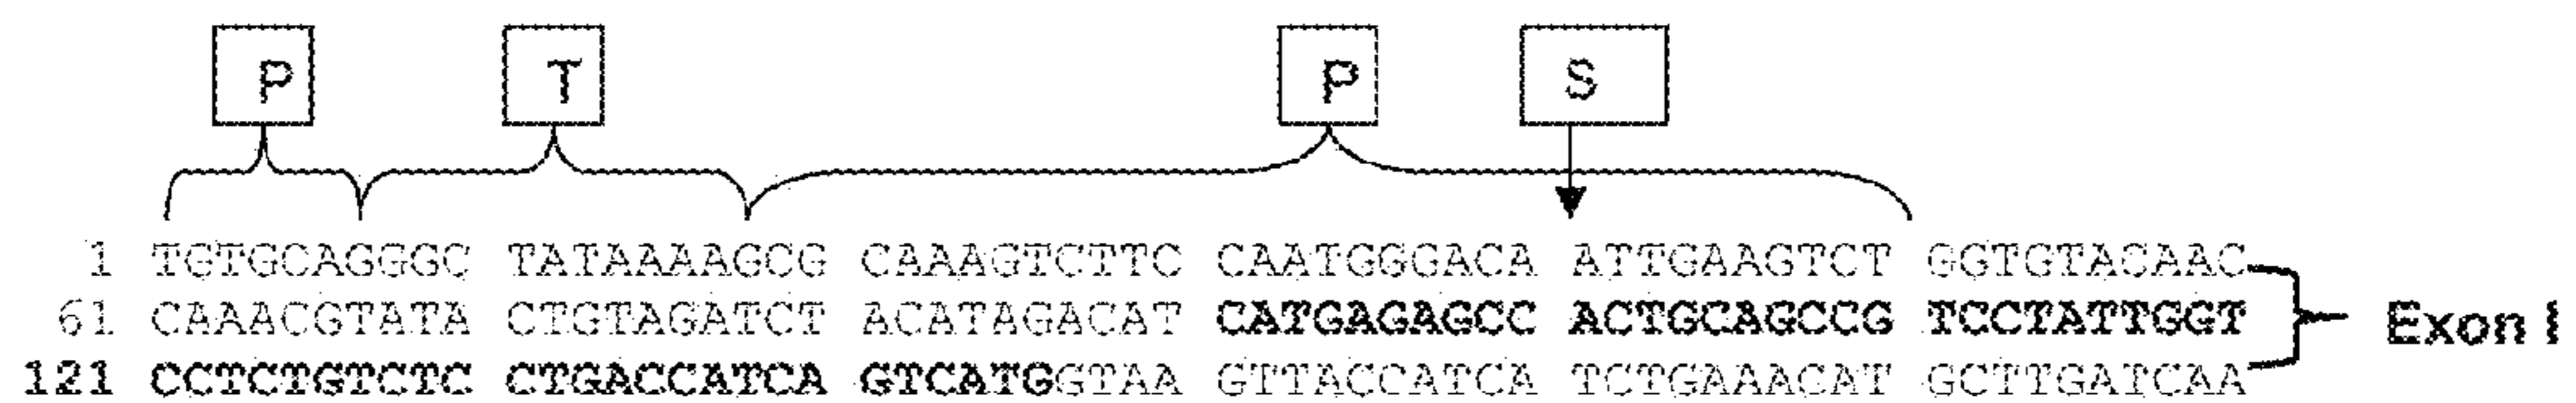 P T P S
1 TGTGCAGGGC TATAAAAGCG CAAAGTCTTC CAATGGGACA ATTGAAGTCT GGTGTACAAC
61 CAAACGTATA CTGTAGATCT ACATAGACAT CATGAGAGCC ACTGCAGCCG TCCTATTGGT
Exon I
121 CCTCTGTCTC CTGACCATCA GTCATGGTAA GTTACCATCA TCTGAAACAT GCTTGATCAA